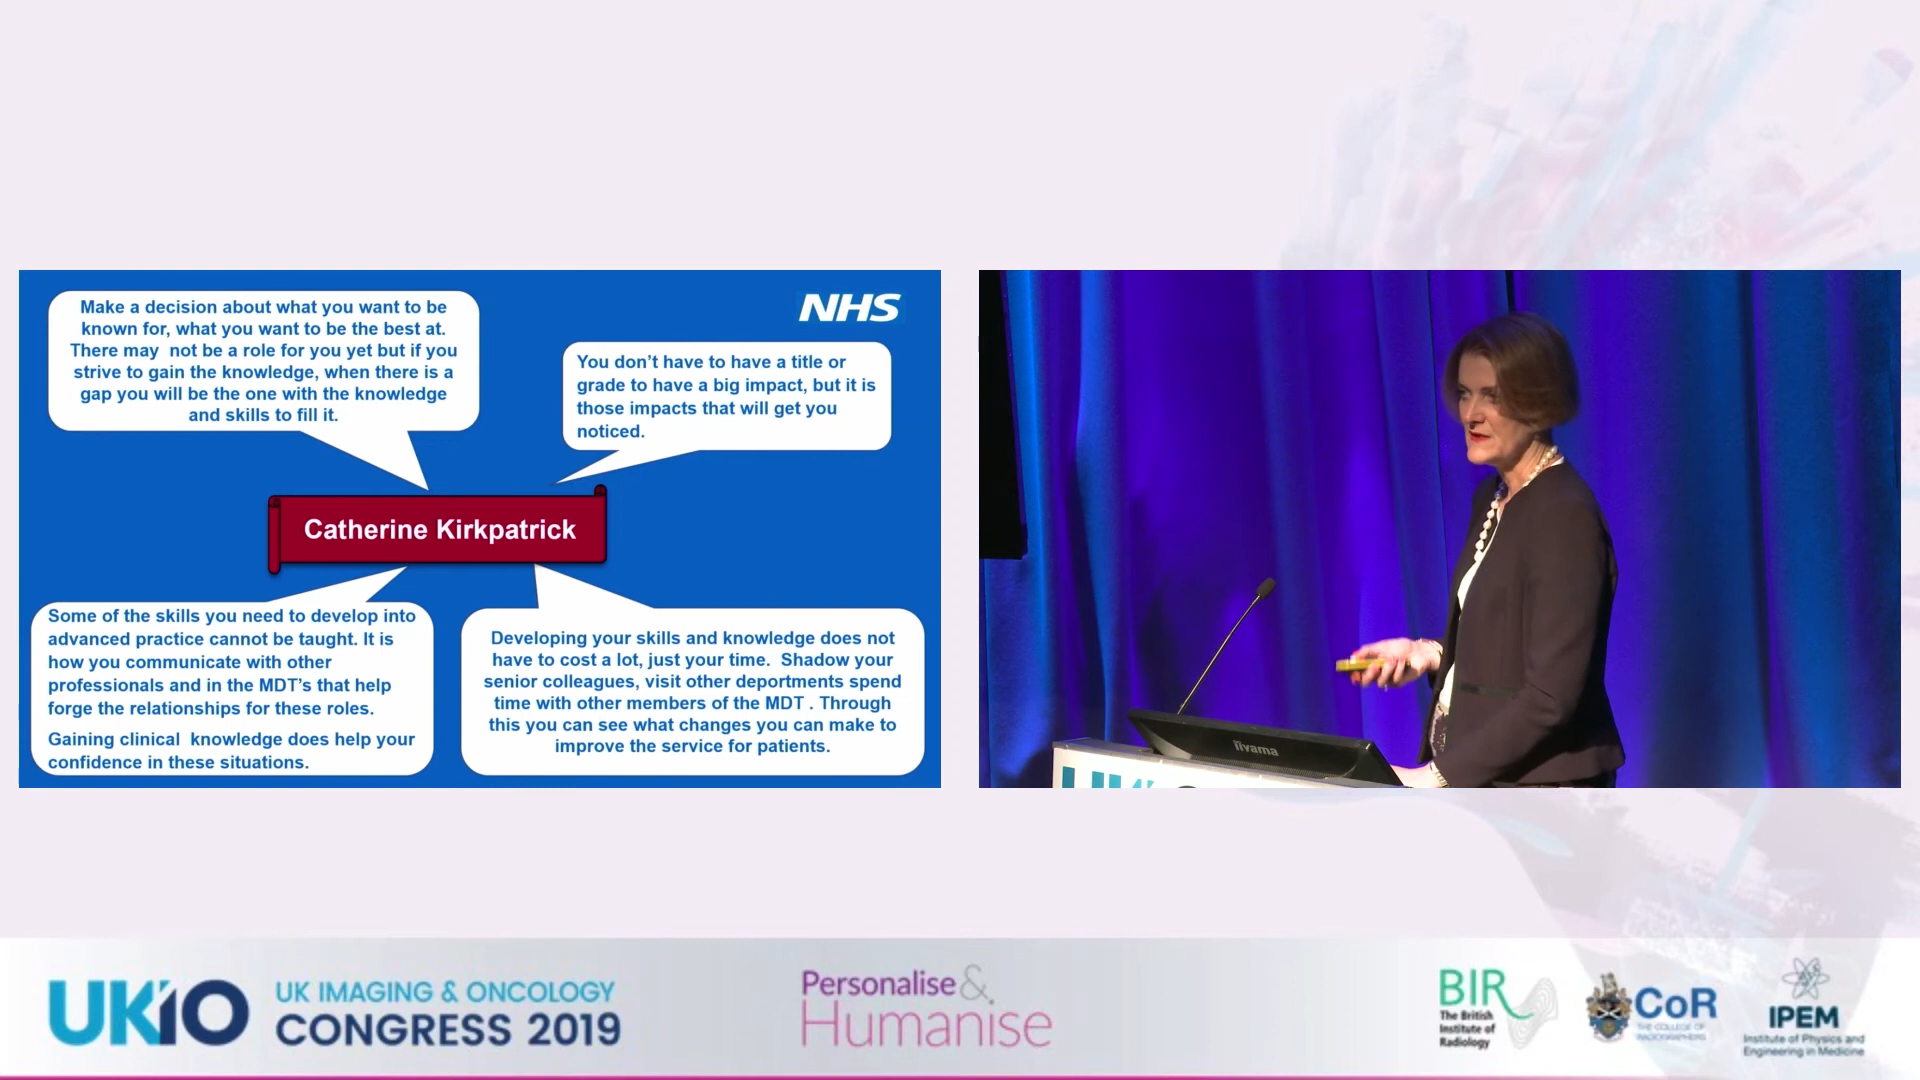 Make a decision about what you want to be
known for, what you want to be the best at.
There may not be a role for you yet but if you
strive to gain the knowledge, when there is a
gap you will be the one with the knowledge
and skills to fill it.
NHS
You don't have to have a title or
grade to have a big impact, but it is
those impacts that will get you
noticed.
Catherine Kirkpatrick
Some of the skills you need to develop into
advanced practice cannot be taught. It is
how you communicate with other
professionals and in the MDT's that help
forge the relationships for these roles.
Gaining clinical knowledge does help your
confidence in these situations.
Developing your skills and knowledge does not
have to cost a lot, just your time. Shadow your
senior colleagues, visit other deportments spend
time with other members of the MDT . Through
this you can see what changes you can make to
improve the service for patients.
iiyama
UKiO
UK IMAGING & ONCOLOGY
CONGRESS 2019
Personalise &
Humanise
BIR
The British
Institute of
Radiology
CoR
THE COLLEGE OF
RADIOGRAPHERS
IPEM
Institute of Physics and
Engineering in Medicine